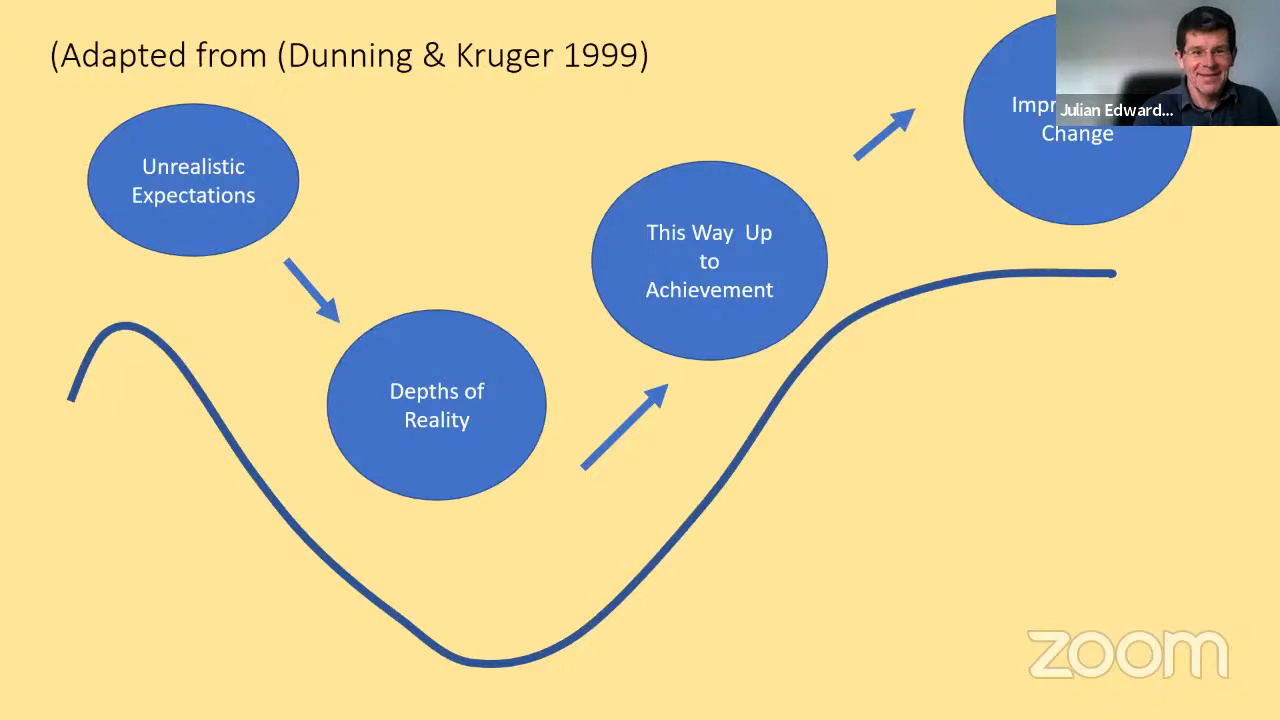 (Adapted from (Dunning & Kruger 1999)
Unrealistic
Expectations
Depths of
Reality
This Way Up
to
Achievement
Change
Julian Edward...
zoom